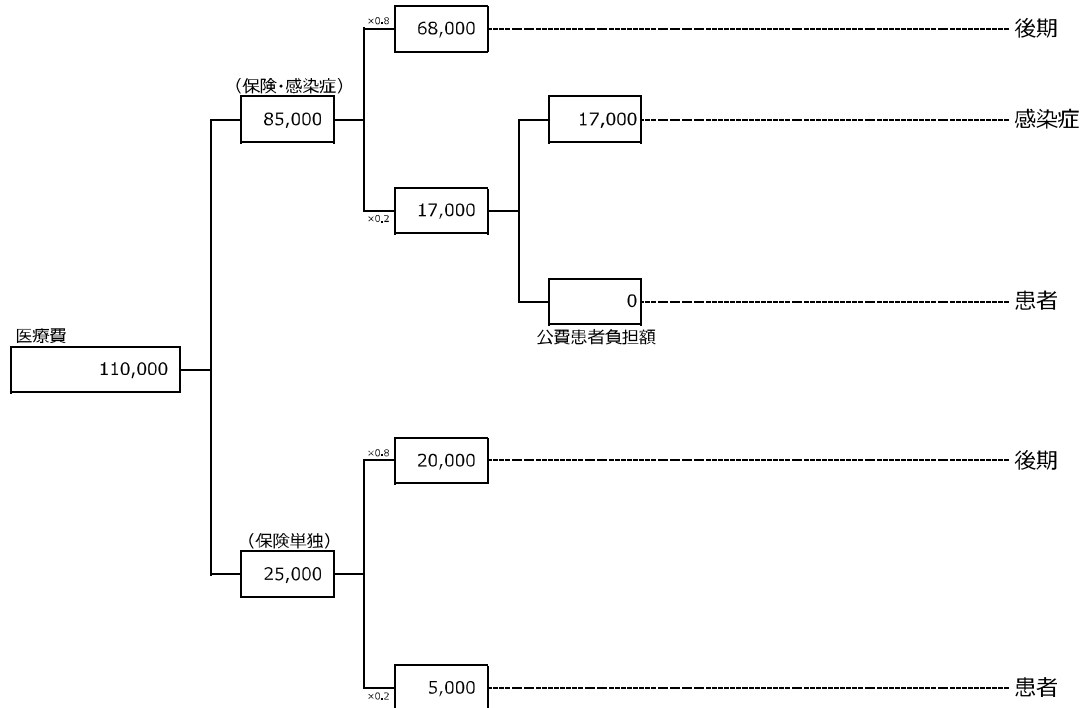 ×0.8
68,000
後期
（保険・感染症）
85,000
17,000
感染症
×0.2
17,000
0
患者
公費患者負担額
医療費
110,000
×0.8
20,000
後期
（保険単独）
25,000
×0.2
5,000
患者